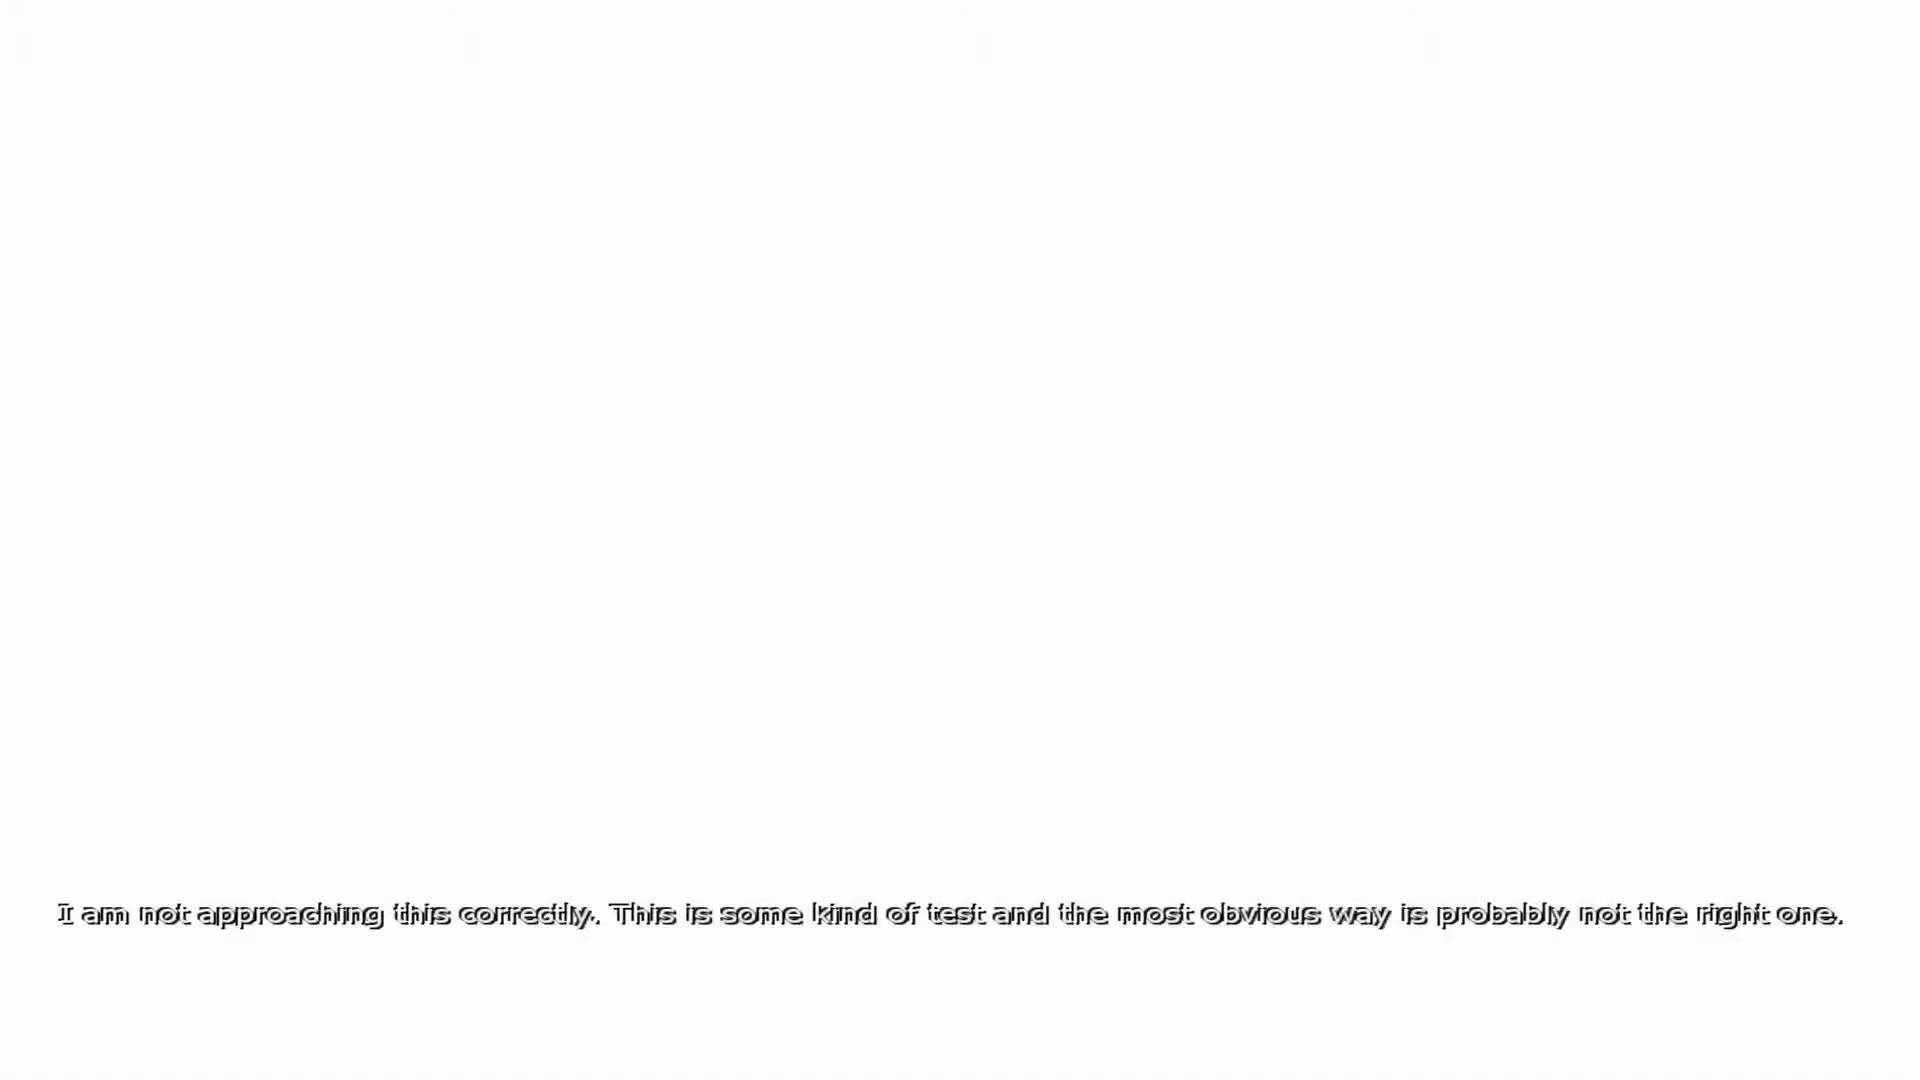 I am not approaching this correctly. This is some kind of test and the most obvious way is probably not the right one.